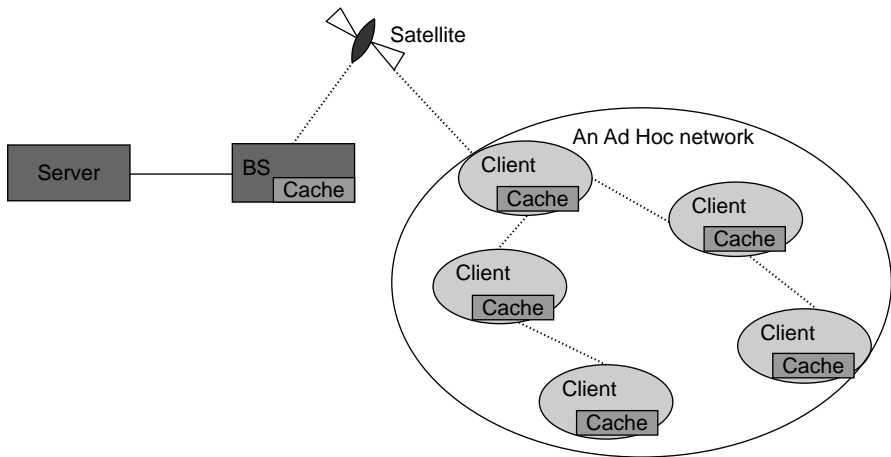 Satellite
An Ad Hoc network
Server
BS
Cache
Client
Cache
Client
Cache
Client
Cache
Client
Cache
Client
Cache